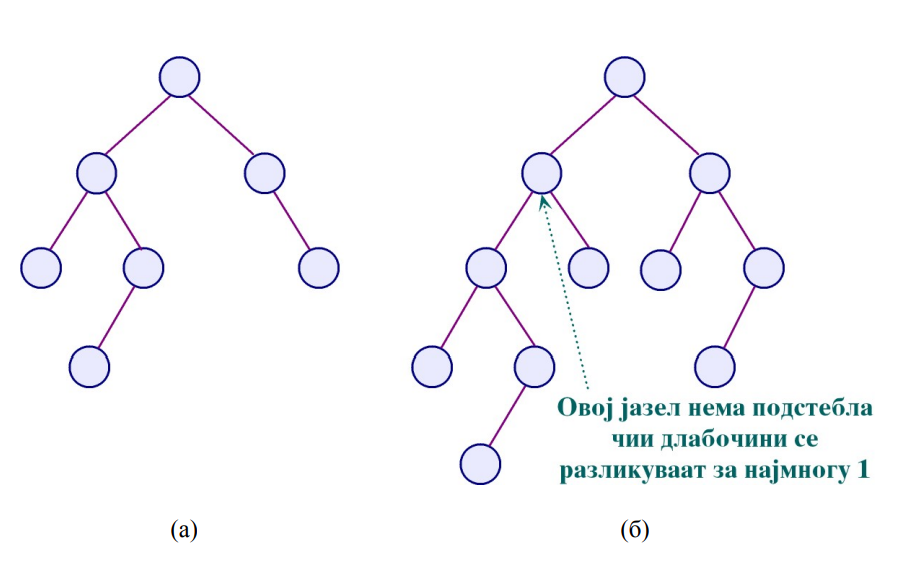 Овој јазел нема подстебла
чии длабочини се
разликуваат за најмногу 1
(а)
(б)